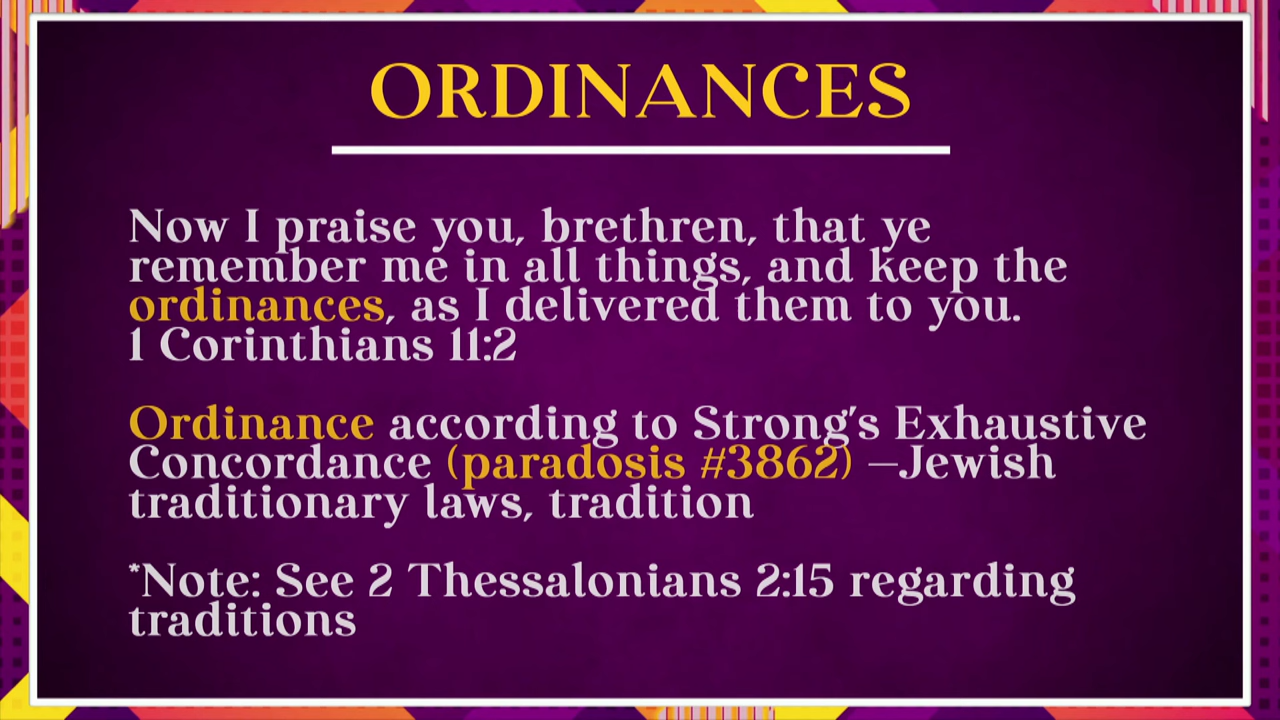 ORDINANCES
Now I praise you, brethren, that ye
remember me in all things, and keep the
ordinances, as I delivered them to you.
1 Corinthians 11:2
Ordinance according to Strong's Exhaustive
Concordance (paradosis #3862) —Jewish
traditionary laws, tradition
*Note: See 2 Thessalonians 2:15 regarding
traditions